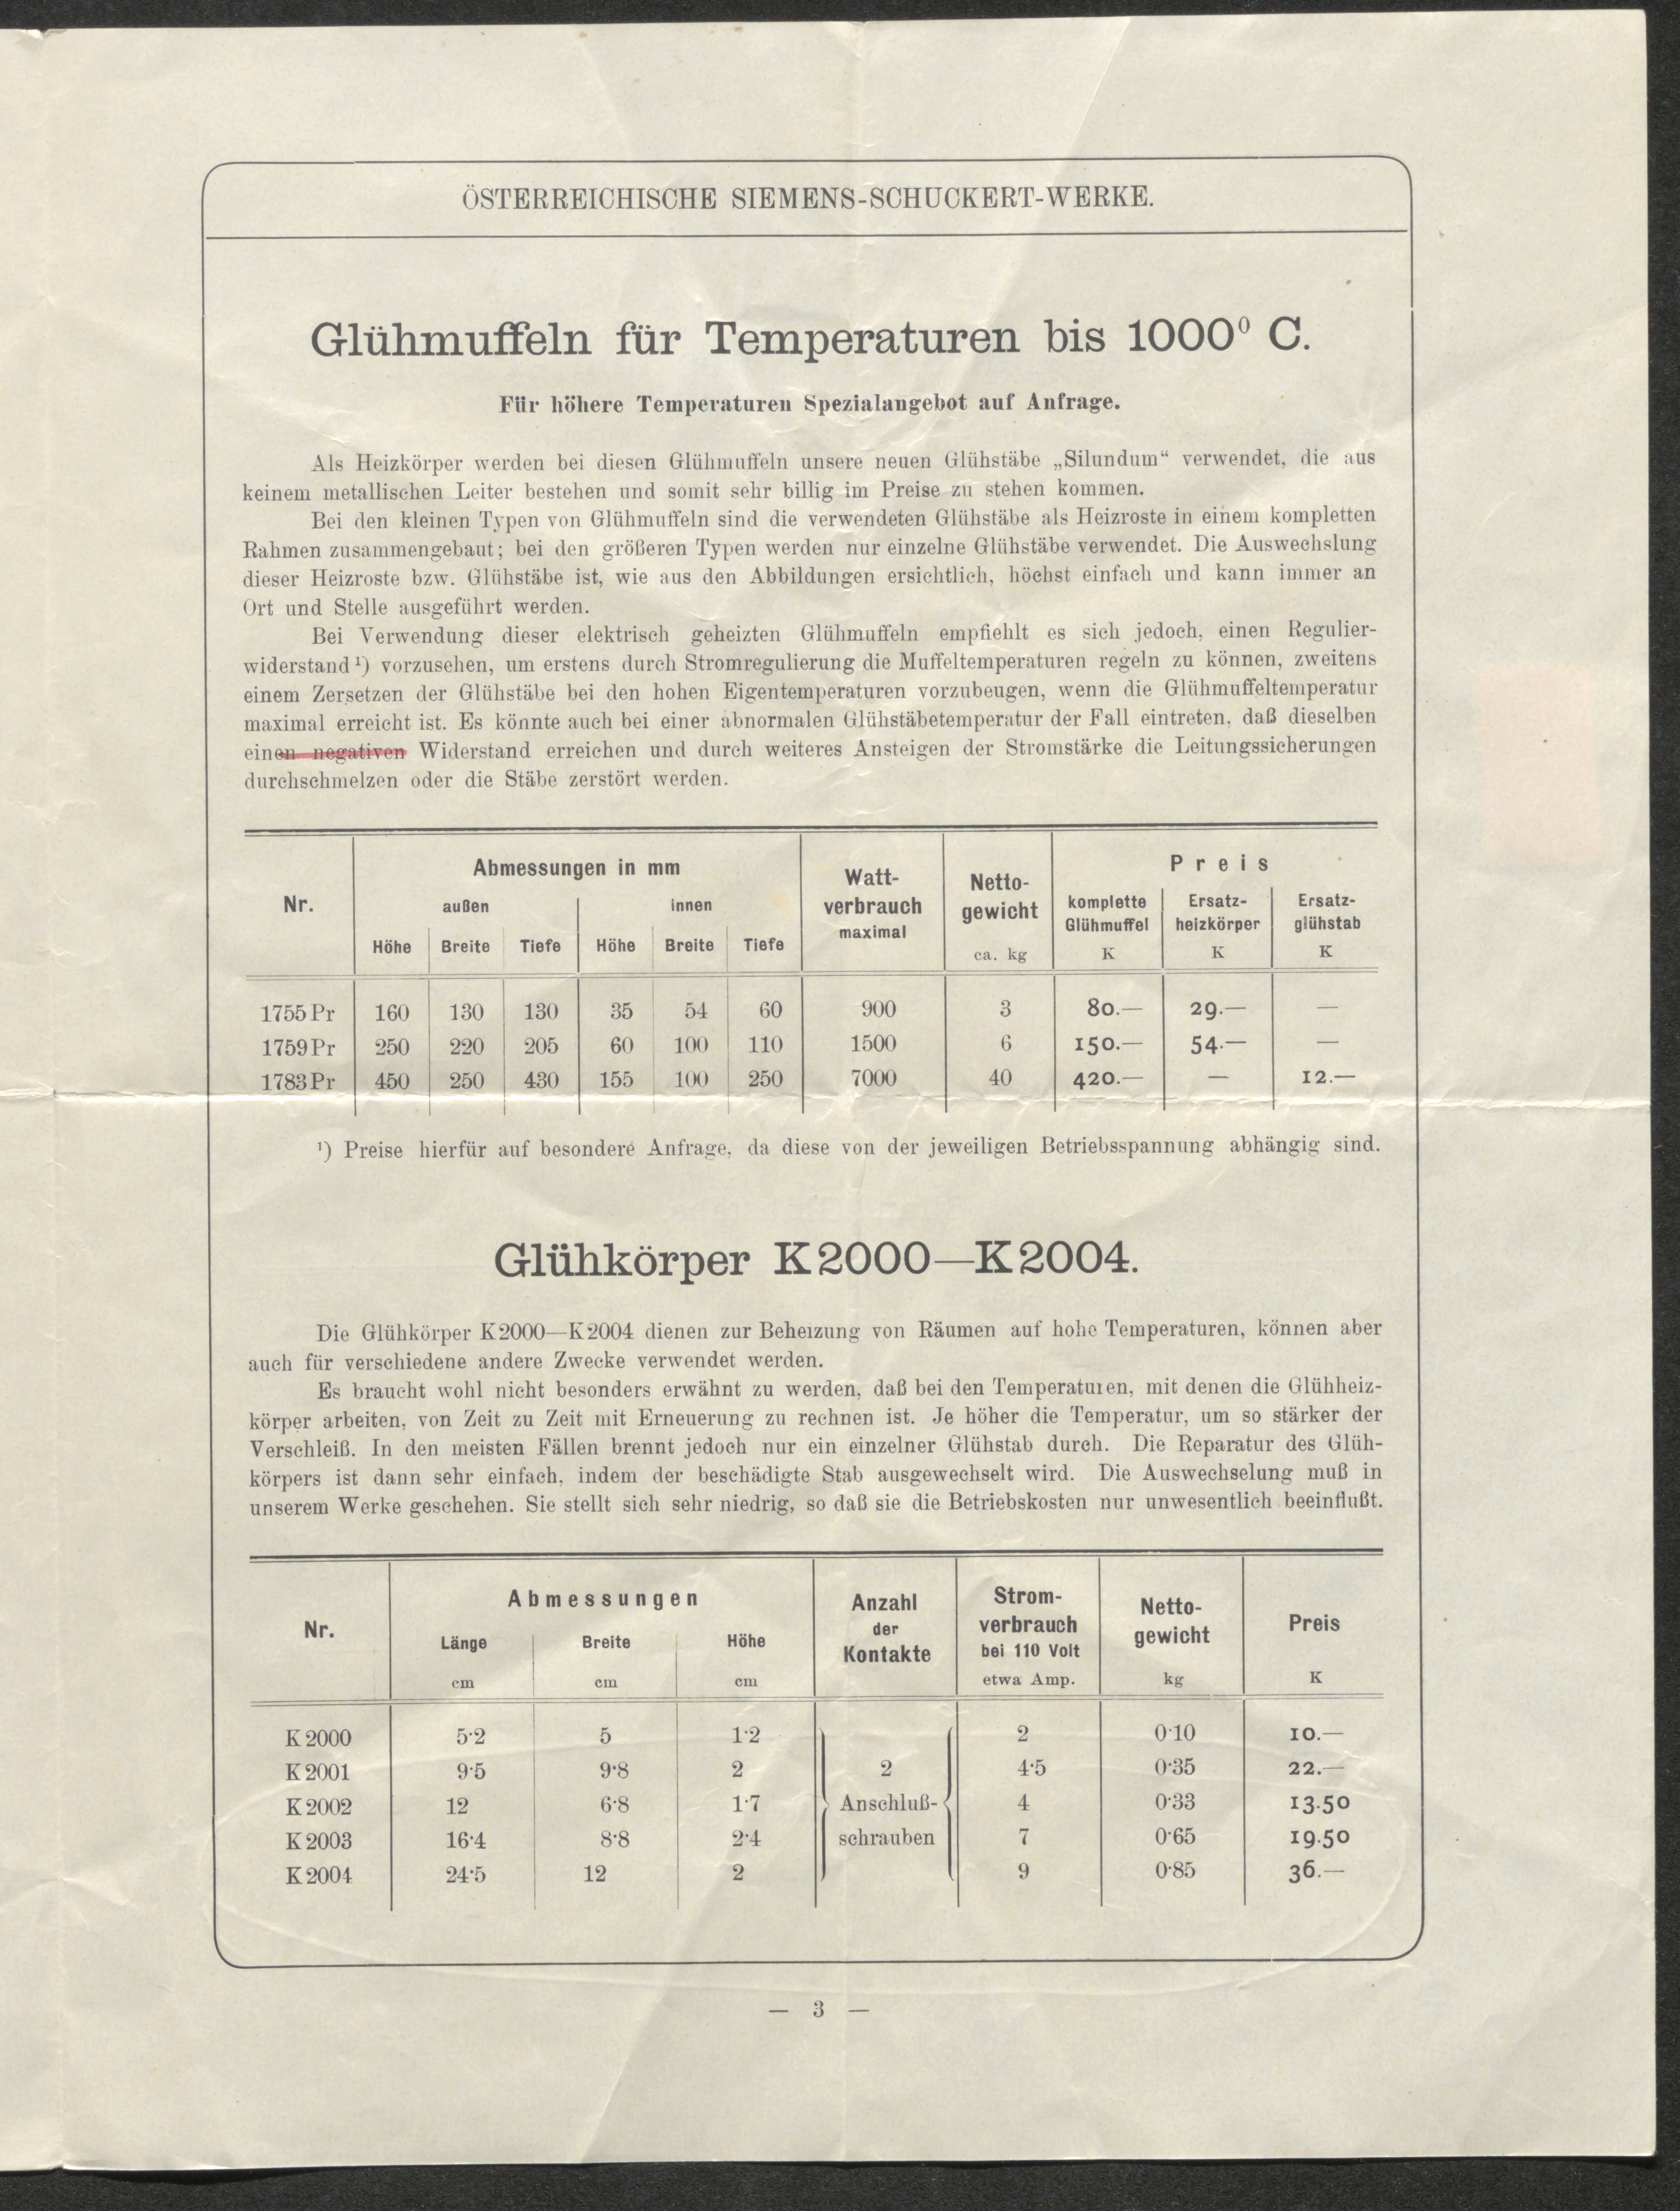 ÖSTERREICHISCHE SIEMENS-SCHUCKERT-WERKE.
Glühmuffeln für Temperaturen bis 1000⁰ C.
Für höhere Temperaturen Spezialangebot auf Anfrage.
Als Heizkörper werden bei diesen Glühmuffeln unsere neuen Glühstäbe „Silundum“ verwendet, die aus
keinem metallischen Leiter bestehen und somit sehr billig im Preise zu stehen kommen.
Bei den kleinen Typen von Glühmuffeln sind die verwendeten Glühstäbe als Heizroste in einem kompletten
Rahmen zusammengebaut; bei den größeren Typen werden nur einzelne Glühstäbe verwendet. Die Auswechslung
dieser Heizroste bzw. Glühstäbe ist, wie aus den Abbildungen ersichtlich, höchst einfach und kann immer an
Ort und Stelle ausgeführt werden.
Bei Verwendung dieser elektrisch geheizten Glühmuffeln empfiehlt es sich jedoch, einen Regulier-
widerstand ¹) vorzusehen, um erstens durch Stromregulierung die Muffeltemperaturen regeln zu können, zweitens
einem Zersetzen der Glühstäbe bei den hohen Eigentemperaturen vorzubeugen, wenn die Glühmuffeltemperatur
maximal erreicht ist. Es könnte auch bei einer abnormalen Glühstäbetemperatur der Fall eintreten, daß dieselben
einen negativen Widerstand erreichen und durch weiteres Ansteigen der Stromstärke die Leitungssicherungen
durchschmelzen oder die Stäbe zerstört werden.
Nr. Abmessungen in mm Watt-verbrauch maximal Netto-gewicht ca. kg Preis
außen innen komplette Glühmuffel K Ersatz-heizkörper K Ersatz-glühstab K
Höhe Breite Tiefe Höhe Breite Tiefe
1755 Pr 160 130 130 35 54 60 900 3 80.— 29.— —
1759 Pr 250 220 205 60 100 110 1500 6 150.— 54.— —
1783 Pr 450 250 430 155 100 250 7000 40 420.— — 12.—
¹) Preise hierfür auf besondere Anfrage, da diese von der jeweiligen Betriebsspannung abhängig sind.
Glühkörper K 2000—K 2004.
Die Glühkörper K 2000—K 2004 dienen zur Beheizung von Räumen auf hohe Temperaturen, können aber
auch für verschiedene andere Zwecke verwendet werden.
Es braucht wohl nicht besonders erwähnt zu werden, daß bei den Temperaturen, mit denen die Glühheiz-
körper arbeiten, von Zeit zu Zeit mit Erneuerung zu rechnen ist. Je höher die Temperatur, um so stärker der
Verschleiß. In den meisten Fällen brennt jedoch nur ein einzelner Glühstab durch. Die Reparatur des Glüh-
körpers ist dann sehr einfach, indem der beschädigte Stab ausgewechselt wird. Die Auswechselung muß in
unserem Werke geschehen. Sie stellt sich sehr niedrig, so daß sie die Betriebskosten nur unwesentlich beeinflußt.
Nr. Abmessungen Anzahl der Kontakte Strom-verbrauch bei 110 Volt etwa Amp. Netto-gewicht kg Preis K
Länge Breite Höhe
cm cm cm
K 2000 5·2 5 1·2 2 0·10 10.—
K 2001 9·5 9·8 2 2 4·5 0·35 22.—
K 2002 12 6·8 1·7 Anschluß- 4 0·33 13.50
K 2003 16·4 8·8 2·4 schrauben 7 0·65 19.50
K 2004 24·5 12 2 9 0·85 36.—
— 3 —